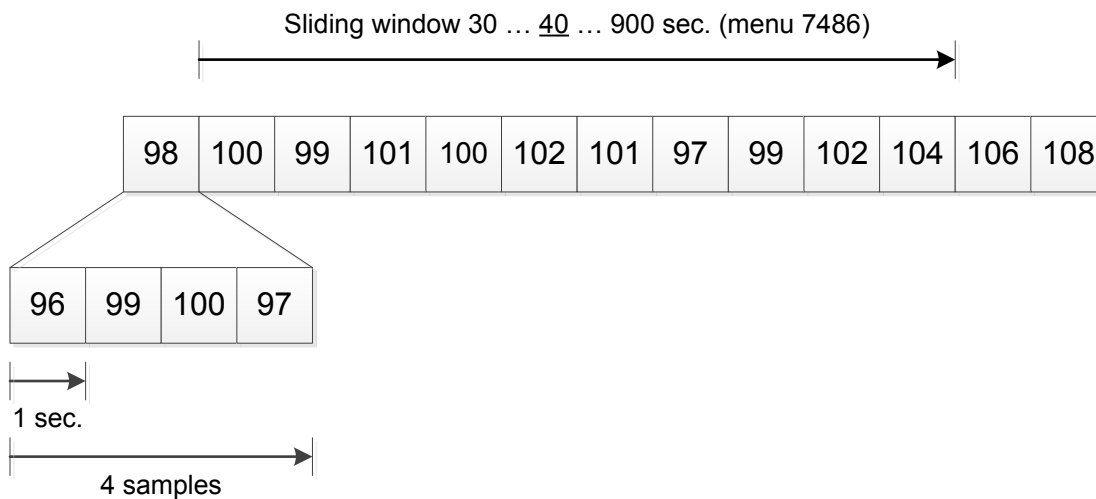 Sliding window 30 … 40 … 900 sec. (menu 7486)
98 100 99 101 100 102 101 97 99 102 104 106 108
96 99 100 97
1 sec.
4 samples